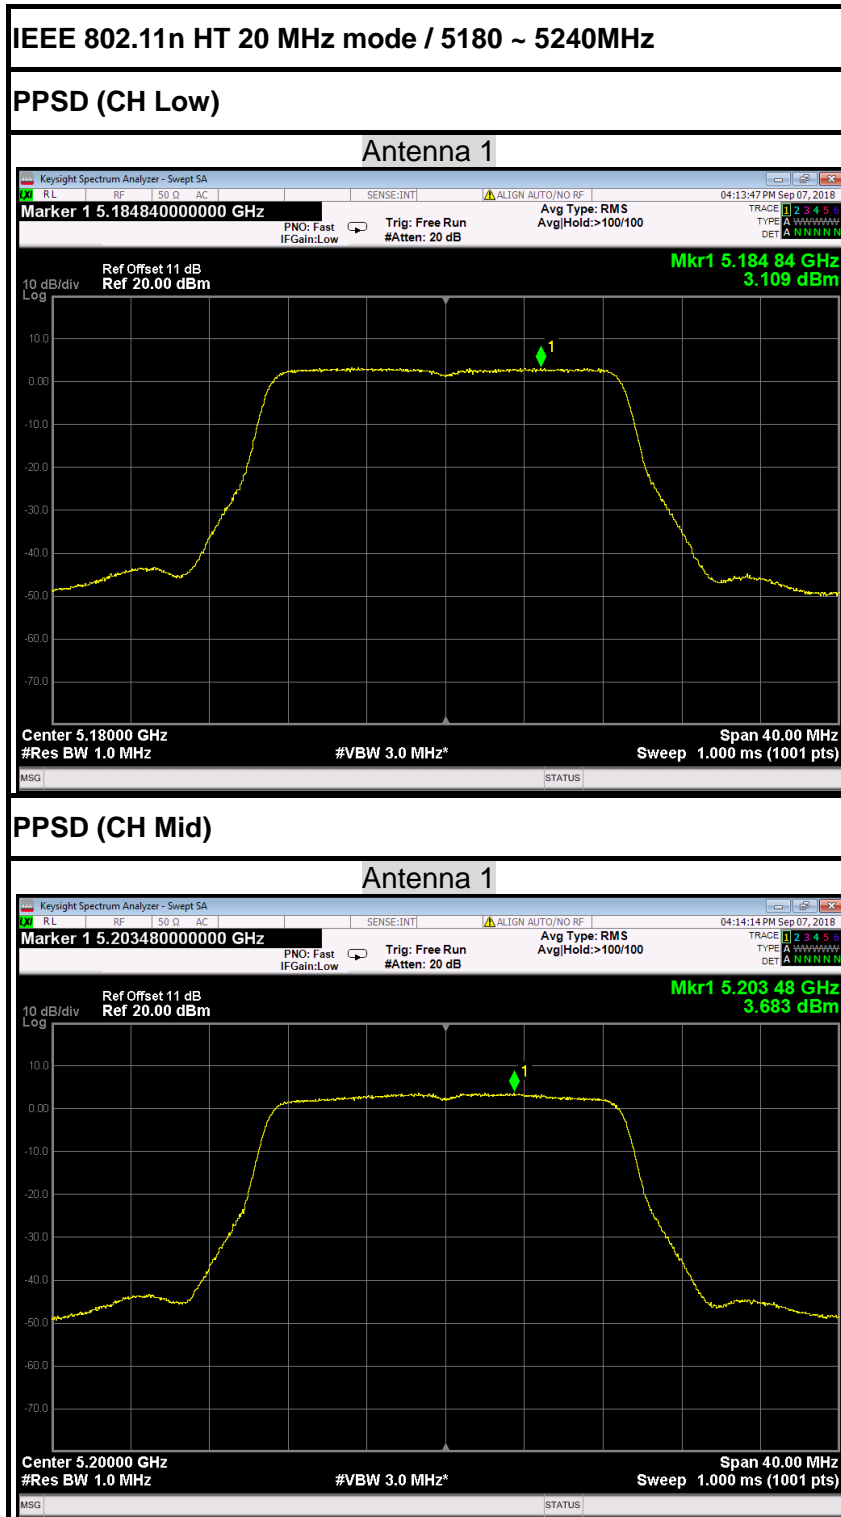 IEEE 802.11n HT 20 MHz mode / 5180 ~ 5240MHz
PPSD (CH Low)
Antenna 1
Keysight Spectrum Analyzer - Swept SA
LXI RL RF 50 Ω AC SENSE:INT ALIGN AUTO/NO RF 04:13:47 PM Sep 07, 2018
Marker 1 5.184840000000 GHz
PNO: Fast
IFGain:Low
Trig: Free Run
#Atten: 20 dB
Avg Type: RMS
Avg|Hold:>100/100
TRACE 1 2 3 4 5 6
TYPE A WWWWW
DET A N N N N N
Mkr1 5.184 84 GHz
3.109 dBm
Ref Offset 11 dB
10 dB/div Ref 20.00 dBm
Log
1
10.0
0.00
-10.0
-20.0
-30.0
-40.0
-50.0
-60.0
-70.0
Center 5.18000 GHz Span 40.00 MHz
#Res BW 1.0 MHz #VBW 3.0 MHz* Sweep 1.000 ms (1001 pts)
MSG STATUS
PPSD (CH Mid)
Antenna 1
Keysight Spectrum Analyzer - Swept SA
LXI RL RF 50 Ω AC SENSE:INT ALIGN AUTO/NO RF 04:14:14 PM Sep 07, 2018
Marker 1 5.203480000000 GHz
PNO: Fast
IFGain:Low
Trig: Free Run
#Atten: 20 dB
Avg Type: RMS
Avg|Hold:>100/100
TRACE 1 2 3 4 5 6
TYPE A WWWWW
DET A N N N N N
Mkr1 5.203 48 GHz
3.683 dBm
Ref Offset 11 dB
10 dB/div Ref 20.00 dBm
Log
1
10.0
0.00
-10.0
-20.0
-30.0
-40.0
-50.0
-60.0
-70.0
Center 5.20000 GHz Span 40.00 MHz
#Res BW 1.0 MHz #VBW 3.0 MHz* Sweep 1.000 ms (1001 pts)
MSG STATUS